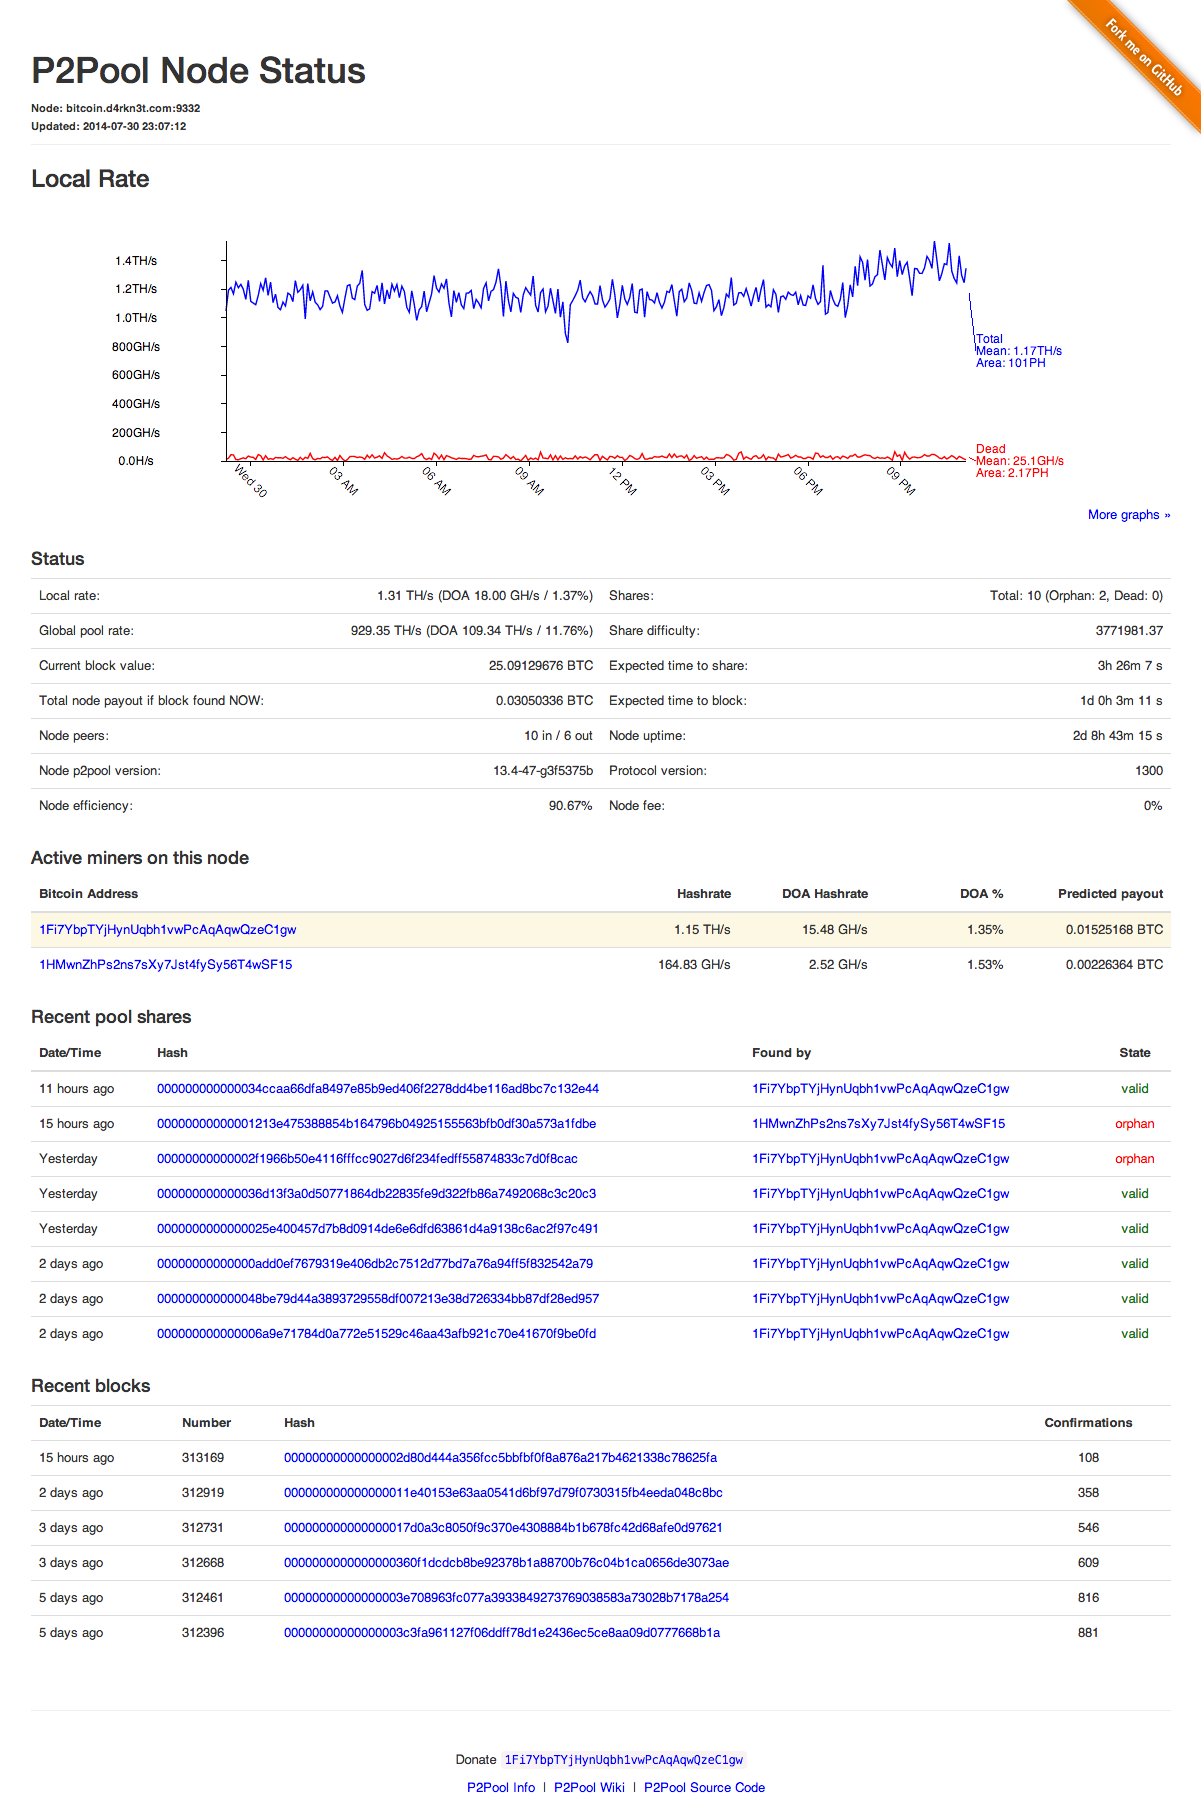 Fork me on GitHub
P2Pool Node Status
Node: bitcoin.d4rkn3t.com:9332
Updated: 2014-07-30 23:07:12
Local Rate
1.4TH/s
1.2TH/s
1.0TH/s
800GH/s
600GH/s
400GH/s
200GH/s
0.0H/s
Total
Mean: 1.17TH/s
Area: 101PH
Dead
Mean: 25.1GH/s
Area: 2.17PH
Wed 30 03 AM 06 AM 09 AM 12 PM 03 PM 06 PM 09 PM
More graphs »
Status
Local rate: 1.31 TH/s (DOA 18.00 GH/s / 1.37%) Shares: Total: 10 (Orphan: 2, Dead: 0)
Global pool rate: 929.35 TH/s (DOA 109.34 TH/s / 11.76%) Share difficulty: 3771981.37
Current block value: 25.09129676 BTC Expected time to share: 3h 26m 7 s
Total node payout if block found NOW: 0.03050336 BTC Expected time to block: 1d 0h 3m 11 s
Node peers: 10 in / 6 out Node uptime: 2d 8h 43m 15 s
Node p2pool version: 13.4-47-g3f5375b Protocol version: 1300
Node efficiency: 90.67% Node fee: 0%
Active miners on this node
Bitcoin Address Hashrate DOA Hashrate DOA % Predicted payout
1Fi7YbpTYjHynUqbh1vwPcAqAqwQzeC1gw 1.15 TH/s 15.48 GH/s 1.35% 0.01525168 BTC
1HMwnZhPs2ns7sXy7Jst4fySy56T4wSF15 164.83 GH/s 2.52 GH/s 1.53% 0.00226364 BTC
Recent pool shares
Date/Time Hash Found by State
11 hours ago 000000000000034ccaa66dfa8497e85b9ed406f2278dd4be116ad8bc7c132e44 1Fi7YbpTYjHynUqbh1vwPcAqAqwQzeC1gw valid
15 hours ago 00000000000001213e475388854b164796b04925155563bfb0df30a573a1fdbe 1HMwnZhPs2ns7sXy7Jst4fySy56T4wSF15 orphan
Yesterday 00000000000002f1966b50e4116fffcc9027d6f234fedff55874833c7d0f8cac 1Fi7YbpTYjHynUqbh1vwPcAqAqwQzeC1gw orphan
Yesterday 000000000000036d13f3a0d50771864db22835fe9d322fb86a7492068c3c20c3 1Fi7YbpTYjHynUqbh1vwPcAqAqwQzeC1gw valid
Yesterday 0000000000000025e400457d7b8d0914de6e6dfd63861d4a9138c6ac2f97c491 1Fi7YbpTYjHynUqbh1vwPcAqAqwQzeC1gw valid
2 days ago 00000000000000add0ef7679319e406db2c7512d77bd7a76a94ff5f832542a79 1Fi7YbpTYjHynUqbh1vwPcAqAqwQzeC1gw valid
2 days ago 000000000000048be79d44a3893729558df007213e38d726334bb87df28ed957 1Fi7YbpTYjHynUqbh1vwPcAqAqwQzeC1gw valid
2 days ago 000000000000006a9e71784d0a772e51529c46aa43afb921c70e41670f9be0fd 1Fi7YbpTYjHynUqbh1vwPcAqAqwQzeC1gw valid
Recent blocks
Date/Time Number Hash Confirmations
15 hours ago 313169 00000000000000002d80d444a356fcc5bbfbf0f8a876a217b4621338c78625fa 108
2 days ago 312919 000000000000000011e40153e63aa0541d6bf97d79f0730315fb4eeda048c8bc 358
3 days ago 312731 000000000000000017d0a3c8050f9c370e4308884b1b678fc42d68afe0d97621 546
3 days ago 312668 0000000000000000360f1dcdcb8be92378b1a88700b76c04b1ca0656de3073ae 609
5 days ago 312461 00000000000000003e708963fc077a3933849273769038583a73028b7178a254 816
5 days ago 312396 00000000000000003c3fa961127f06ddff78d1e2436ec5ce8aa09d0777668b1a 881
Donate 1Fi7YbpTYjHynUqbh1vwPcAqAqwQzeC1gw
P2Pool Info | P2Pool Wiki | P2Pool Source Code